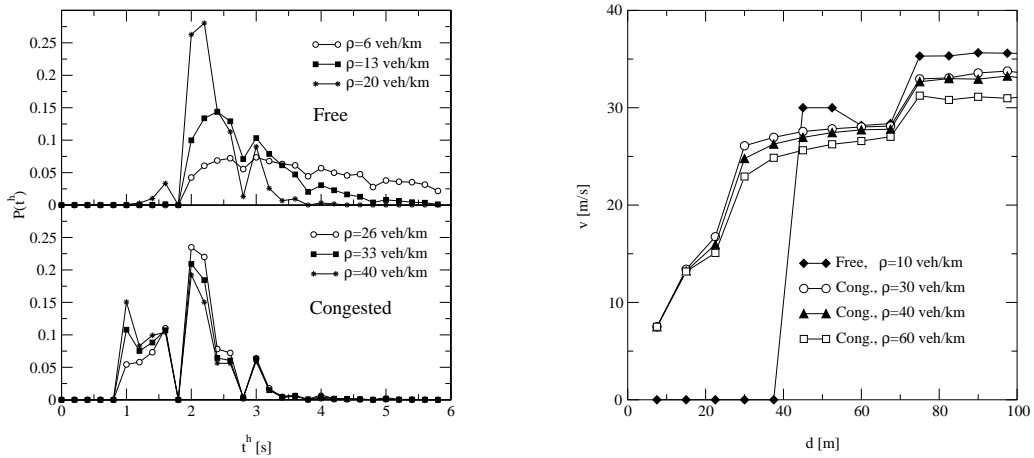 0.25
0.2
0.15
0.1
0.05
0
ρ=6 veh/km
ρ=13 veh/km
ρ=20 veh/km
Free
P(t^h)
0.25
0.2
0.15
0.1
0.05
0
ρ=26 veh/km
ρ=33 veh/km
ρ=40 veh/km
Congested
0 1 2 3 4 5 6
t^h [s]
40
30
20
10
0
v [m/s]
Free, ρ=10 veh/km
Cong., ρ=30 veh/km
Cong., ρ=40 veh/km
Cong., ρ=60 veh/km
0 20 40 60 80 100
d [m]